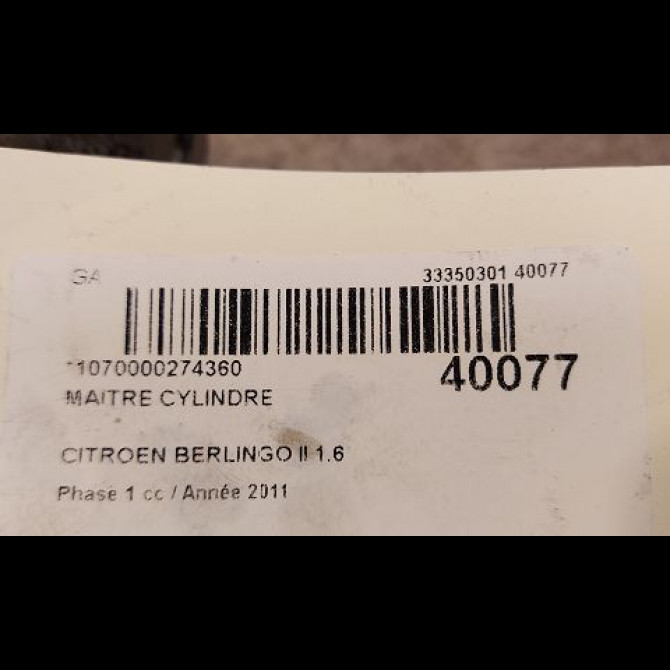 GA 33350301 40077
1070000274360 40077
MAITRE CYLINDRE
CITROEN BERLINGO II 1.6
Phase 1 cc / Année 2011